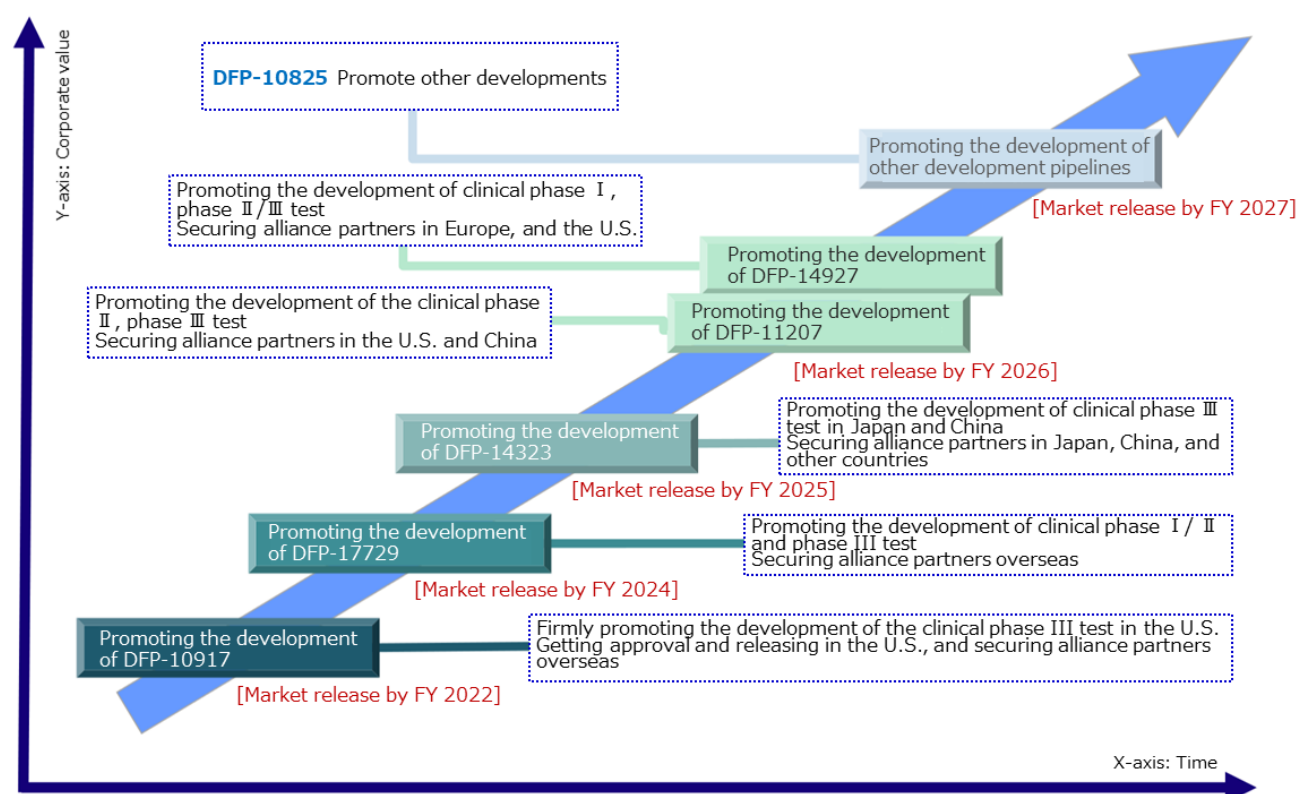 Y-axis: Corporate value
DFP-10825 Promote other developments
Promoting the development of
other development pipelines
[Market release by FY 2027]
Promoting the development of clinical phase Ⅰ,
phase Ⅱ/Ⅲ test
Securing alliance partners in Europe, and the U.S.
Promoting the development
of DFP-14927
Promoting the development of the clinical phase
Ⅱ, phase Ⅲ test
Securing alliance partners in the U.S. and China
Promoting the development
of DFP-11207
[Market release by FY 2026]
Promoting the development
of DFP-14323
Promoting the development of clinical phase Ⅲ
test in Japan and China
Securing alliance partners in Japan, China, and
other countries
[Market release by FY 2025]
Promoting the development
of DFP-17729
Promoting the development of clinical phase Ⅰ/ Ⅱ
and phase III test
Securing alliance partners overseas
[Market release by FY 2024]
Promoting the development
of DFP-10917
Firmly promoting the development of the clinical phase III test in the U.S.
Getting approval and releasing in the U.S., and securing alliance partners
overseas
[Market release by FY 2022]
X-axis: Time